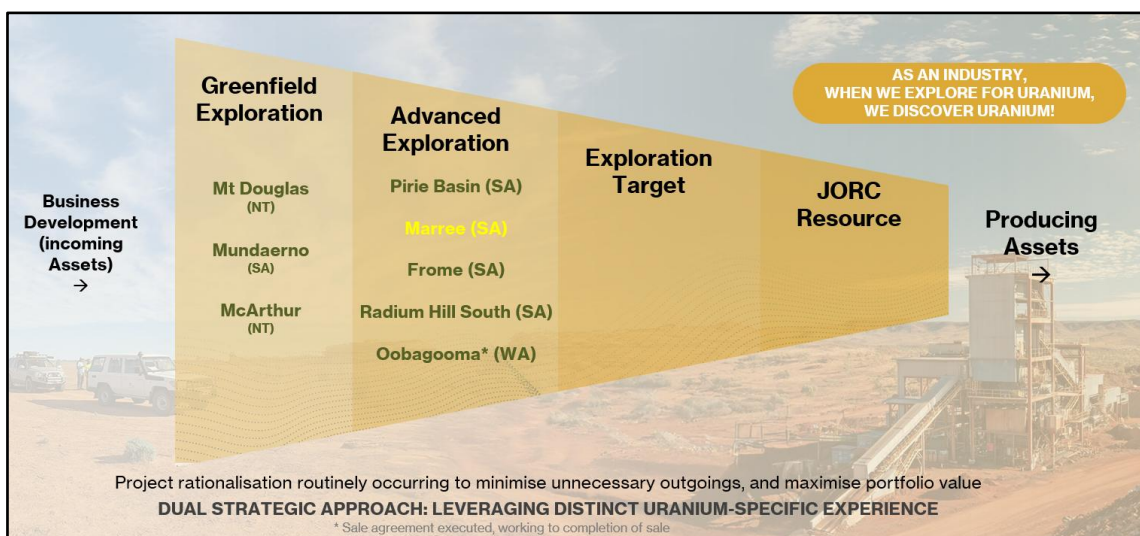 AS AN INDUSTRY,
WHEN WE EXPLORE FOR URANIUM,
WE DISCOVER URANIUM!
Business
Development
(incoming
Assets)
→
Greenfield
Exploration
Mt Douglas
(NT)
Mundaerno
(SA)
McArthur
(NT)
Advanced
Exploration
Pirie Basin (SA)
Marree (SA)
Frome (SA)
Radium Hill South (SA)
Oobagooma* (WA)
Exploration
Target
JORC
Resource
Producing
Assets
→
Project rationalisation routinely occurring to minimise unnecessary outgoings, and maximise portfolio value
DUAL STRATEGIC APPROACH: LEVERAGING DISTINCT URANIUM-SPECIFIC EXPERIENCE
* Sale agreement executed, working to completion of sale